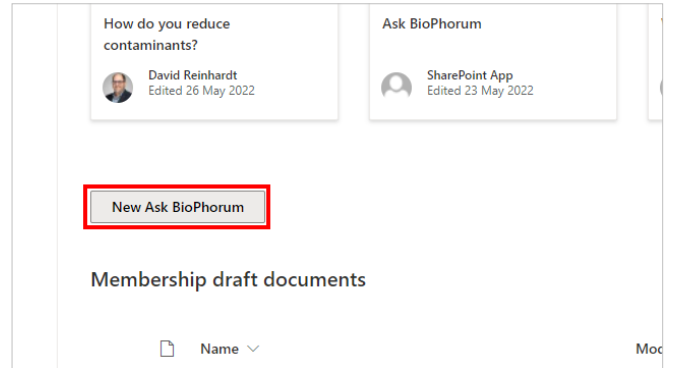 How do you reduce
contaminants?
David Reinhardt
Edited 26 May 2022
Ask BioPhorum
SharePoint App
Edited 23 May 2022
New Ask BioPhorum
Membership draft documents
Name